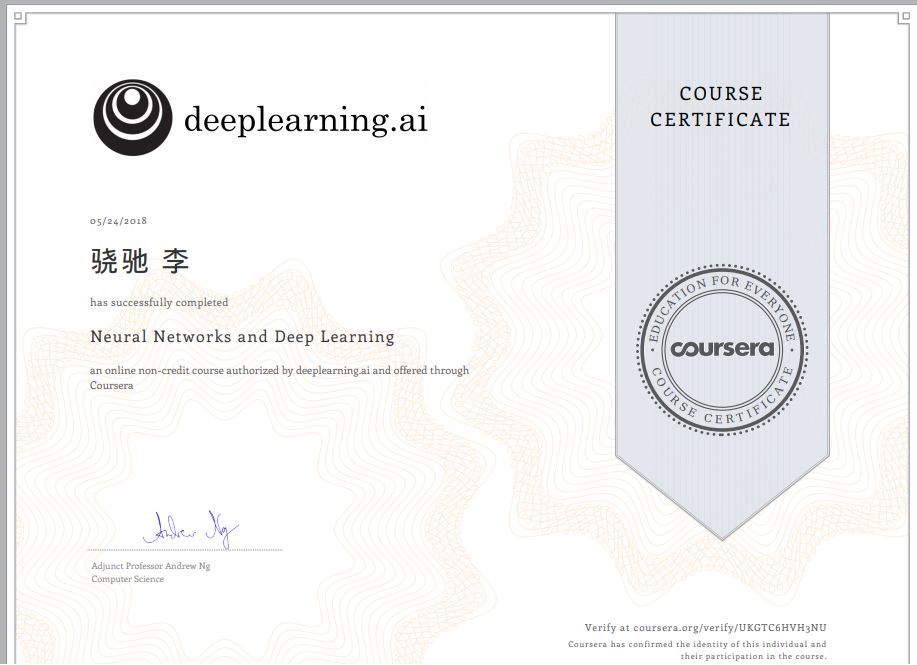 deeplearning.ai
COURSE
CERTIFICATE
05/24/2018
骁驰 李
has successfully completed
Neural Networks and Deep Learning
an online non-credit course authorized by deeplearning.ai and offered through
Coursera
EDUCATION FOR EVERYONE
coursera
COURSE CERTIFICATE
Andrew Ng
Adjunct Professor Andrew Ng
Computer Science
Verify at coursera.org/verify/UKGTC6HVH3NU
Coursera has confirmed the identity of this individual and
their participation in the course.